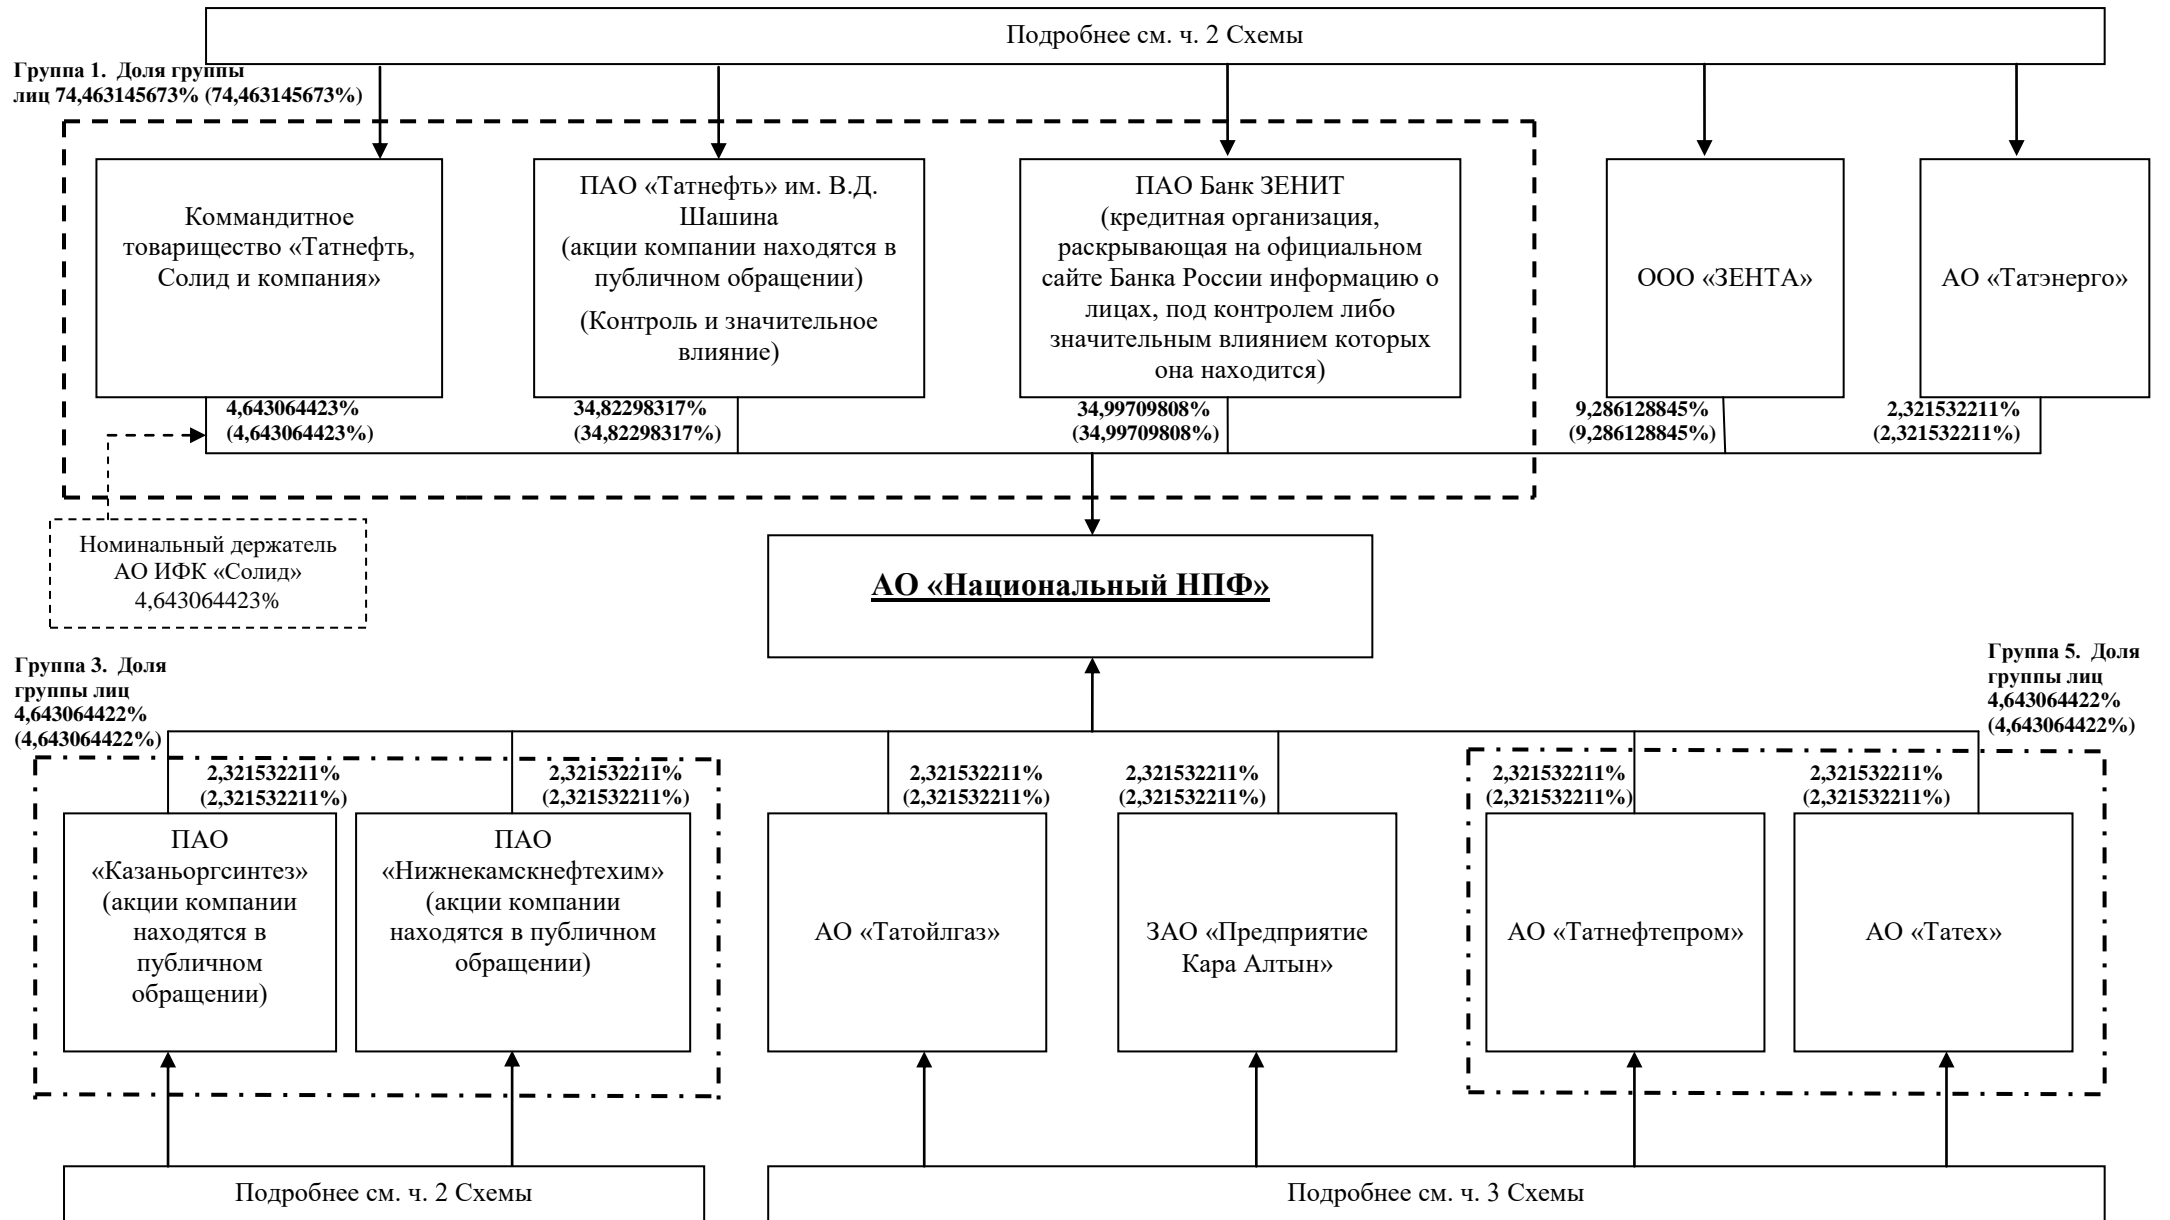 Подробнее см. ч. 2 Схемы
Группа 1. Доля группы
лиц 74,463145673% (74,463145673%)
Коммандитное
товарищество «Татнефть,
Солид и компания»
ПАО «Татнефть» им. В.Д.
Шашина
(акции компании находятся в
публичном обращении)
(Контроль и значительное
влияние)
ПАО Банк ЗЕНИТ
(кредитная организация,
раскрывающая на официальном
сайте Банка России информацию о
лицах, под контролем либо
значительным влиянием которых
она находится)
ООО «ЗЕНТА»
АО «Татэнерго»
4,643064423%
(4,643064423%)
34,82298317%
(34,82298317%)
34,99709808%
(34,99709808%)
9,286128845%
(9,286128845%)
2,321532211%
(2,321532211%)
Номинальный держатель
АО ИФК «Солид»
4,643064423%
АО «Национальный НПФ»
Группа 3. Доля
группы лиц
4,643064422%
(4,643064422%)
Группа 5. Доля
группы лиц
4,643064422%
(4,643064422%)
2,321532211%
(2,321532211%)
2,321532211%
(2,321532211%)
2,321532211%
(2,321532211%)
2,321532211%
(2,321532211%)
2,321532211%
(2,321532211%)
2,321532211%
(2,321532211%)
ПАО
«Казаньоргсинтез»
(акции компании
находятся в
публичном
обращении)
ПАО
«Нижнекамскнефтехим»
(акции компании
находятся в публичном
обращении)
АО «Татойлгаз»
ЗАО «Предприятие
Кара Алтын»
АО «Татнефтепром»
АО «Татех»
Подробнее см. ч. 2 Схемы
Подробнее см. ч. 3 Схемы